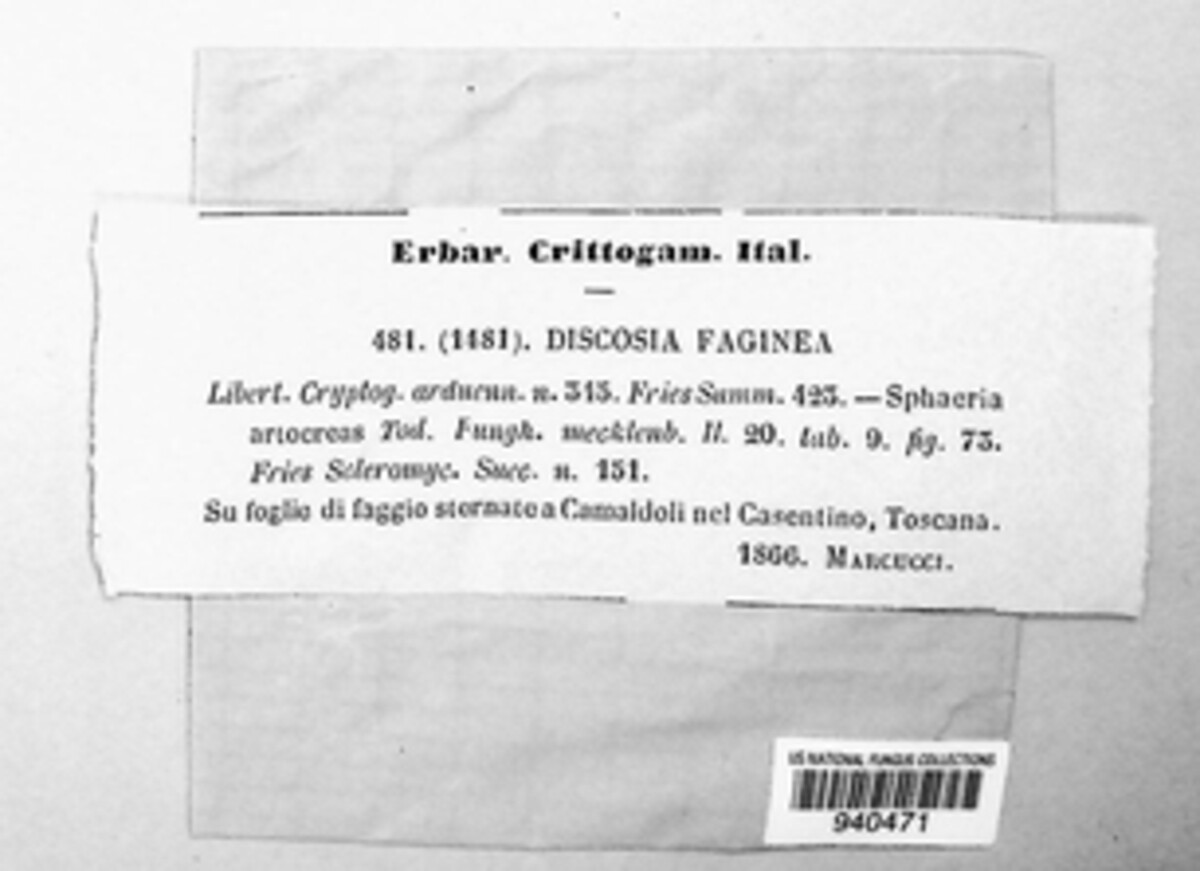 Erbar. Crittogam. Ital.
481. (1481). DISCOSIA FAGINEA
Libert. Cryptog. arduenn. n. 345. Fries Summ. 423. — Sphaeria
artocreas Tod. Fungh. mecklenb. II. 20. tab. 9. fig. 73.
Fries Scleromyc. Suec. n. 151.
Su foglie di faggio stornate a Camaldoli nel Casentino, Toscana.
1866. MARCUCCI.
US NATIONAL FUNGUS COLLECTIONS
940471